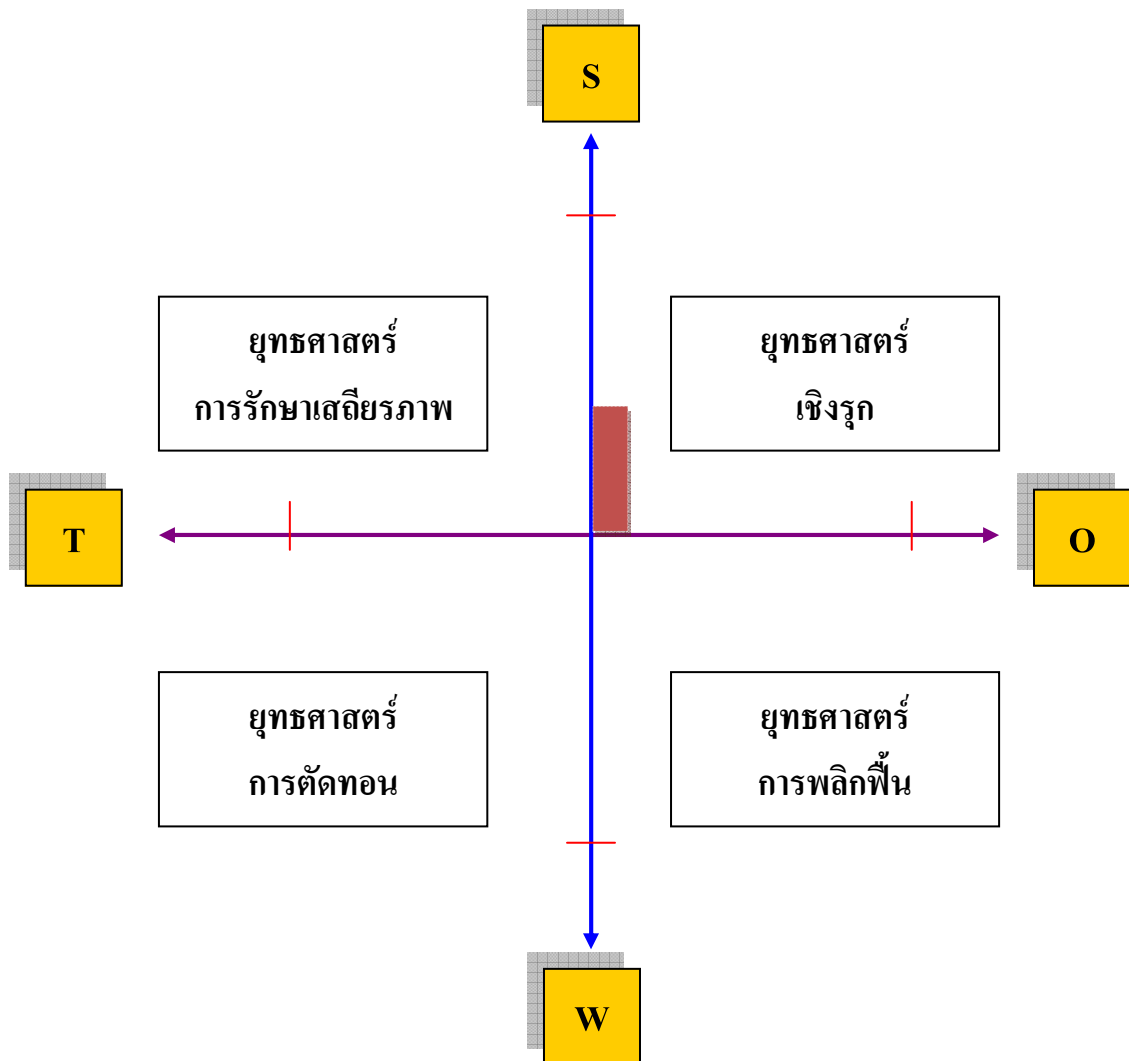 S
ยุทธศาสตร์
การรักษาเสถียรภาพ
ยุทธศาสตร์
เชิงรุก
T
O
ยุทธศาสตร์
การตัดทอน
ยุทธศาสตร์
การพลิกฟื้น
W